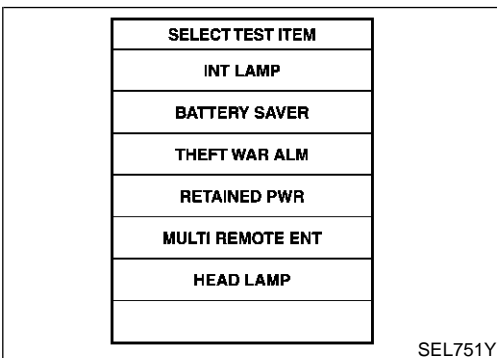 SELECT TEST ITEM
INT LAMP
BATTERY SAVER
THEFT WAR ALM
RETAINED PWR
MULTI REMOTE ENT
HEAD LAMP
SEL751Y